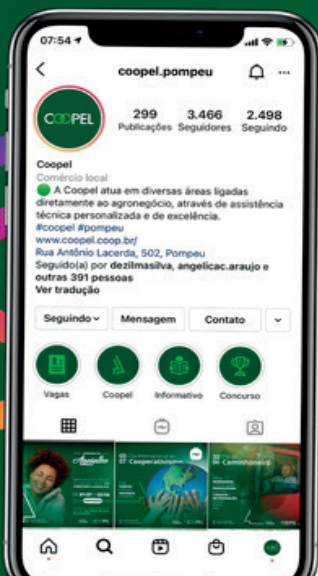 07:54
coopel.pompeu
COOPEL
299 3.466 2.498
Publicações Seguidores Seguindo
Coopel
Comércio local
A Coopel atua em diversas áreas ligadas
diretamente ao agronegócio, através de assistência
técnica personalizada e de excelência.
#coopel #pompeu
www.coopel.coop.br/
Rua Antônio Lacerda, 502, Pompeu
Seguido(a) por dezilmasilva, angelicac.araujo e
outras 391 pessoas
Ver tradução
Seguindo Mensagem Contato
Vagas Coopel Informativo Concurso
Cooperativismo
Caminhoneiro